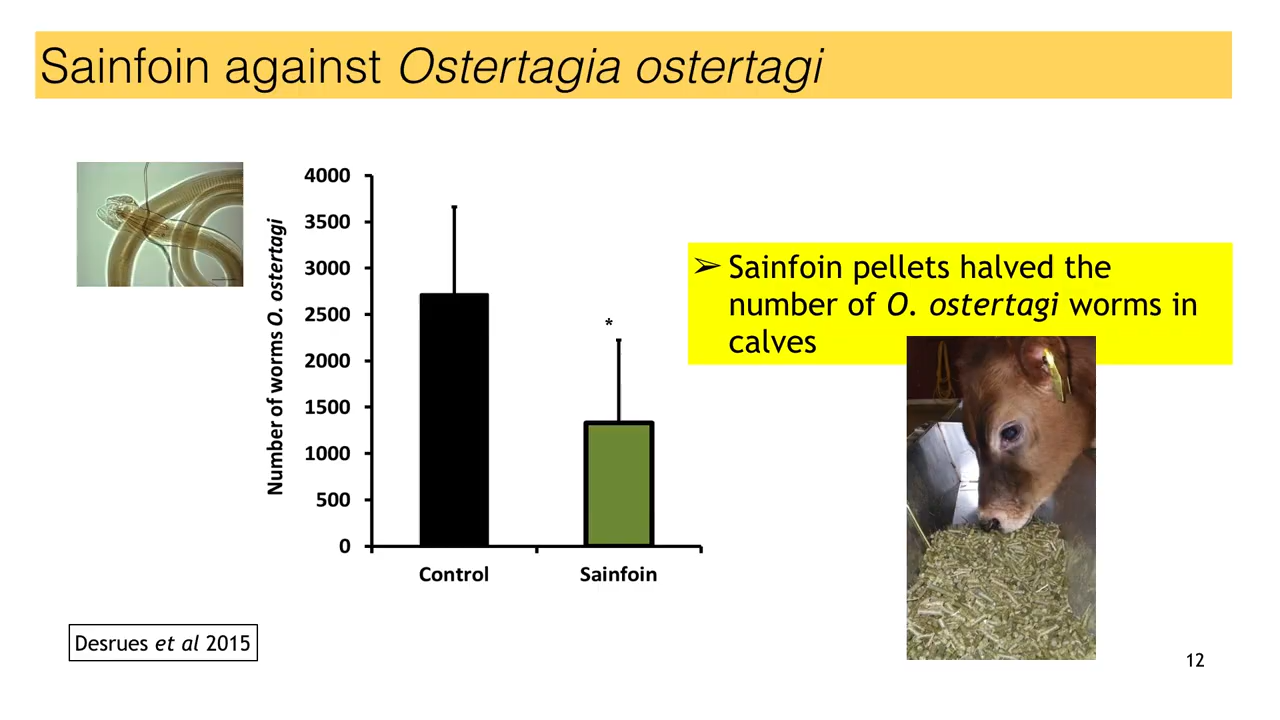 Sainfoin against Ostertagia ostertagi
4000
3500
3000
2500
2000
1500
1000
500
0
Number of worms O. ostertagi
*
Control
Sainfoin
➢ Sainfoin pellets halved the
number of O. ostertagi worms in
calves
Desrues et al 2015
12